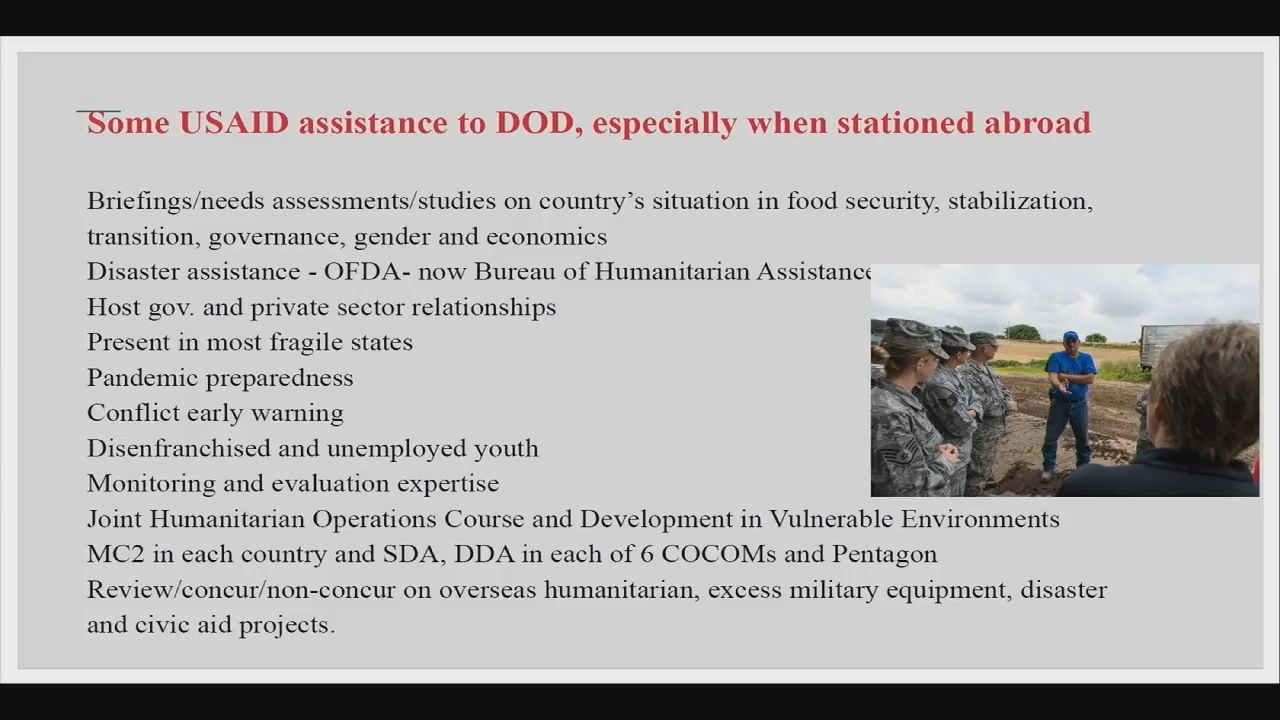 Some USAID assistance to DOD, especially when stationed abroad
Briefings/needs assessments/studies on country’s situation in food security, stabilization,
transition, governance, gender and economics
Disaster assistance - OFDA- now Bureau of Humanitarian Assistance
Host gov. and private sector relationships
Present in most fragile states
Pandemic preparedness
Conflict early warning
Disenfranchised and unemployed youth
Monitoring and evaluation expertise
Joint Humanitarian Operations Course and Development in Vulnerable Environments
MC2 in each country and SDA, DDA in each of 6 COCOMs and Pentagon
Review/concur/non-concur on overseas humanitarian, excess military equipment, disaster
and civic aid projects.